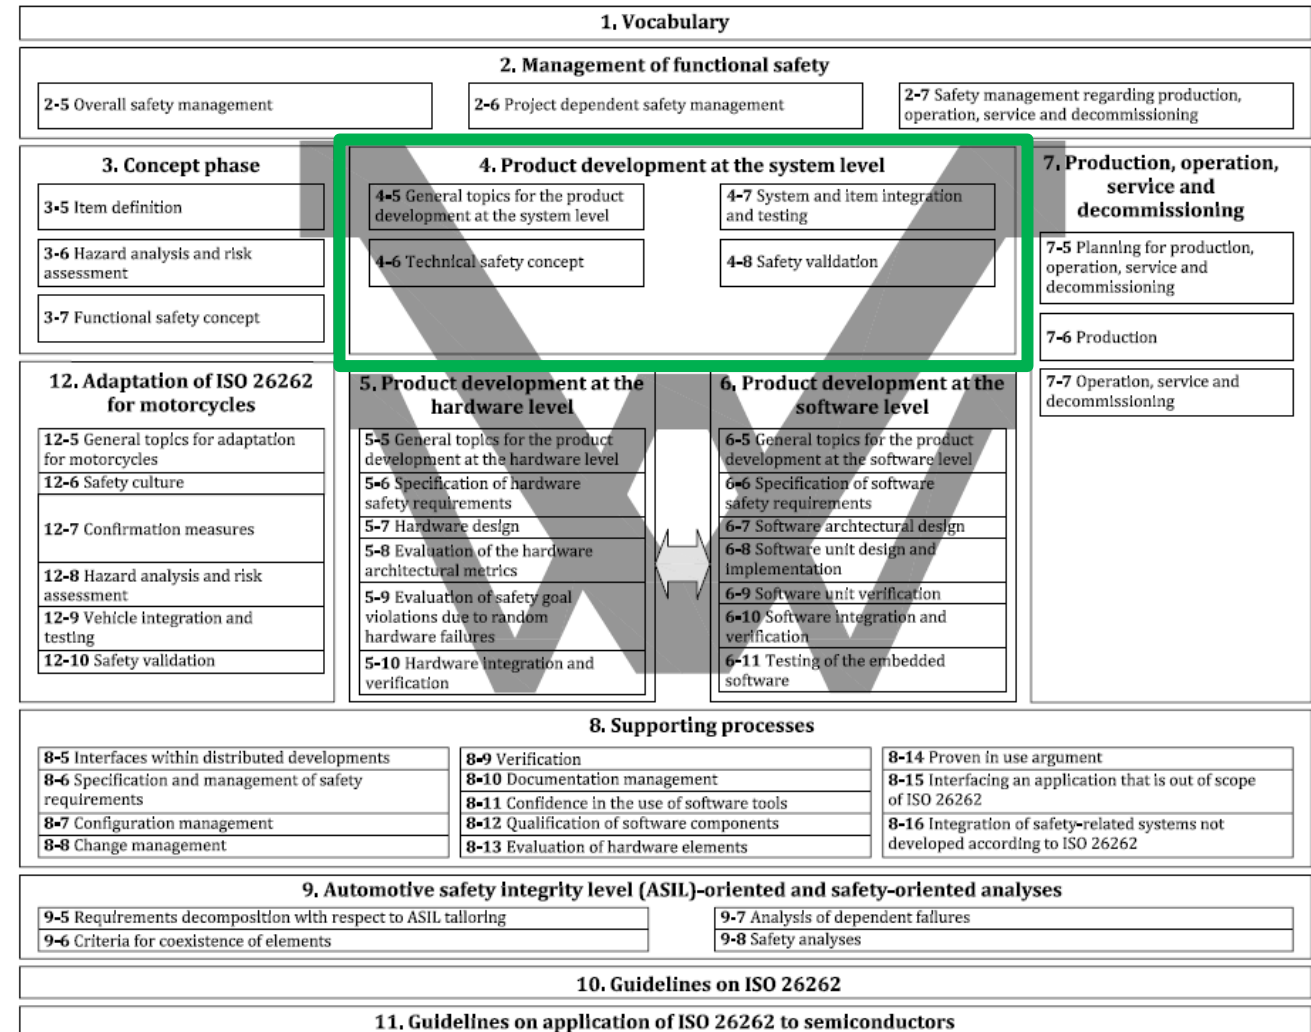 1. Vocabulary
2. Management of functional safety
2-5 Overall safety management
2-6 Project dependent safety management
2-7 Safety management regarding production,
operation, service and decommissioning
3. Concept phase
3-5 Item definition
3-6 Hazard analysis and risk
assessment
3-7 Functional safety concept
4. Product development at the system level
4-5 General topics for the product
development at the system level
4-6 Technical safety concept
4-7 System and item integration
and testing
4-8 Safety validation
7. Production, operation,
service and
decommissioning
7-5 Planning for production,
operation, service and
decommissioning
7-6 Production
7-7 Operation, service and
decommissioning
12. Adaptation of ISO 26262
for motorcycles
12-5 General topics for adaptation
for motorcycles
12-6 Safety culture
12-7 Confirmation measures
12-8 Hazard analysis and risk
assessment
12-9 Vehicle integration and
testing
12-10 Safety validation
5. Product development at the
hardware level
5-5 General topics for the product
development at the hardware level
5-6 Specification of hardware
safety requirements
5-7 Hardware design
5-8 Evaluation of the hardware
architectural metrics
5-9 Evaluation of safety goal
violations due to random
hardware failures
5-10 Hardware integration and
verification
6. Product development at the
software level
6-5 General topics for the product
development at the software level
6-6 Specification of software
safety requirements
6-7 Software archtectural design
6-8 Software unit design and
implementation
6-9 Software unit verification
6-10 Software integration and
verification
6-11 Testing of the embedded
software
8. Supporting processes
8-5 Interfaces within distributed developments
8-6 Specification and management of safety
requirements
8-7 Configuration management
8-8 Change management
8-9 Verification
8-10 Documentation management
8-11 Confidence in the use of software tools
8-12 Qualification of software components
8-13 Evaluation of hardware elements
8-14 Proven in use argument
8-15 Interfacing an application that is out of scope
of ISO 26262
8-16 Integration of safety-related systems not
developed according to ISO 26262
9. Automotive safety integrity level (ASIL)-oriented and safety-oriented analyses
9-5 Requirements decomposition with respect to ASIL tailoring
9-6 Criteria for coexistence of elements
9-7 Analysis of dependent failures
9-8 Safety analyses
10. Guidelines on ISO 26262
11. Guidelines on application of ISO 26262 to semiconductors